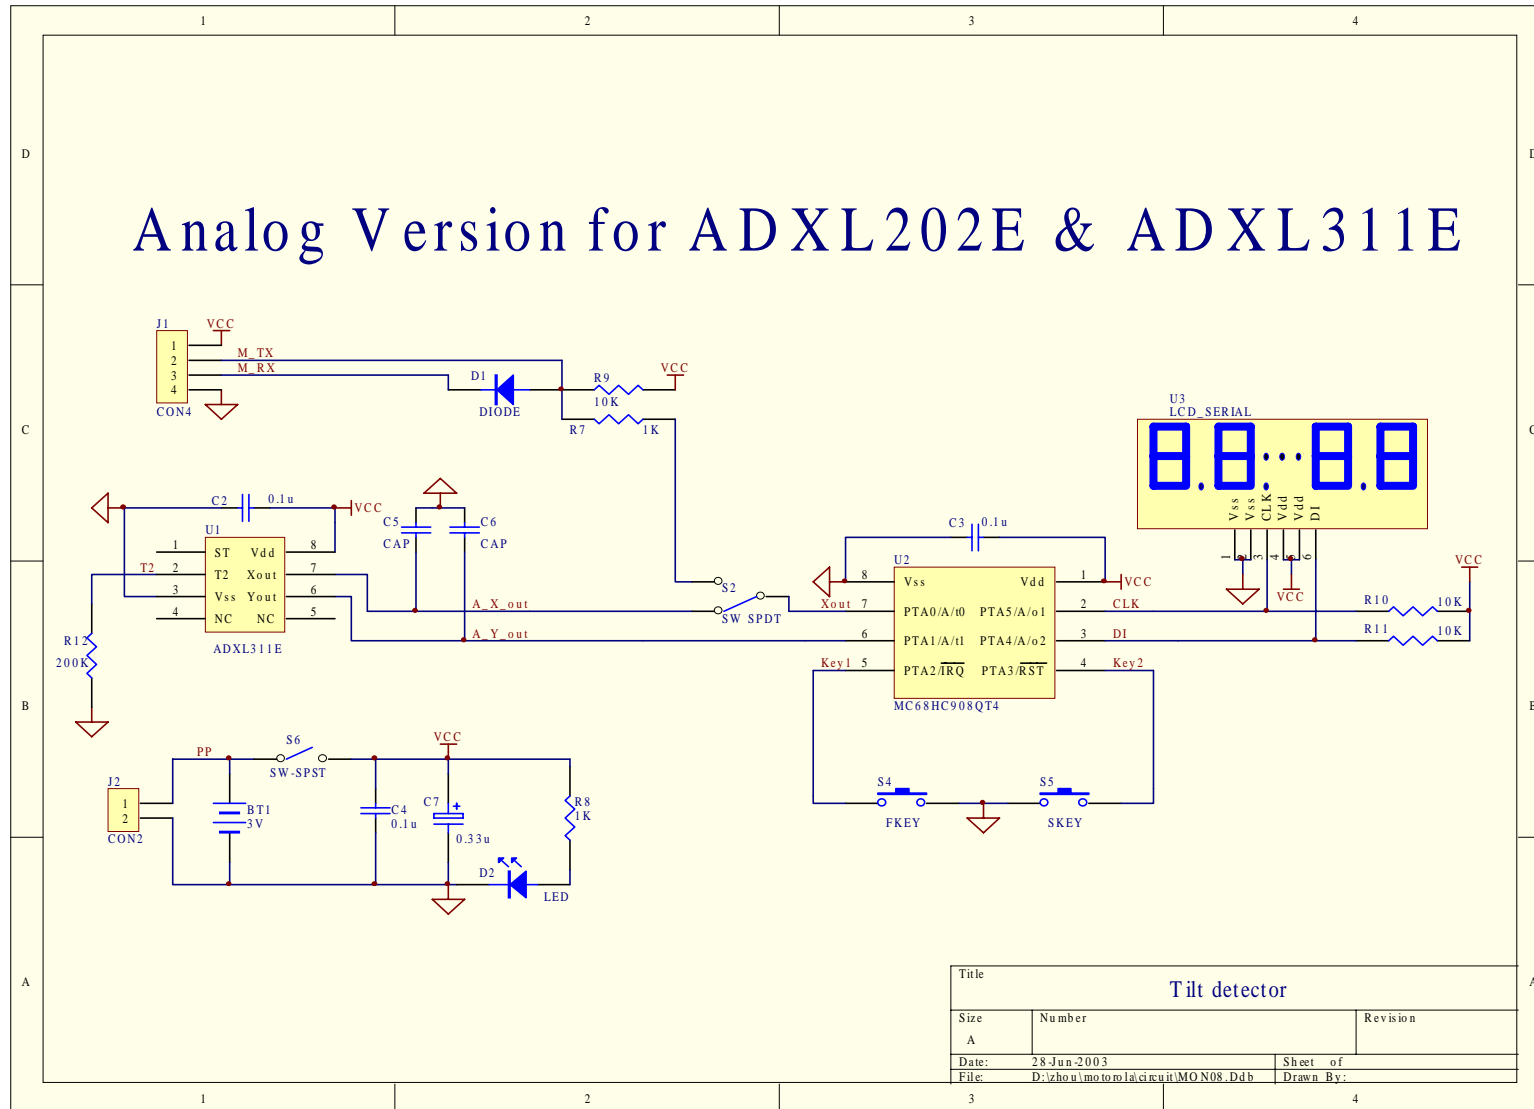 1 2 3 4
D D
Analog Version for ADXL202E & ADXL311E
J1 VCC
1
2 M_TX
3 M_RX
4
CON4
D1
DIODE
R9
10K
VCC
R7 1K
U3
LCD_SERIAL
8.8:..8.8
Vss Vss CLK Vdd Vdd DI
1 2 3 4 5 6
VCC
C C
C2 0.1u
VCC
U1
1 ST Vdd 8
T2 2 T2 Xout 7
3 Vss Yout 6
4 NC NC 5
ADXL311E
R12
200K
C5
CAP
C6
CAP
A_X_out
A_Y_out
S2
SW SPDT
C3 0.1u
U2
8 Vss Vdd 1 VCC
Xout 7 PTA0/A/t0 PTA5/A/o1 2 CLK
6 PTA1/A/t1 PTA4/A/o2 3 DI
Key1 5 PTA2/IRQ PTA3/RST 4 Key2
MC68HC908QT4
VCC
R10 10K
R11 10K
B B
PP
S6
SW-SPST
VCC
J2
1
2
CON2
BT1
3V
C4
0.1u
C7
+
0.33u
R8
1K
D2
LED
S4
FKEY
S5
SKEY
A A
Title
Tilt detector
Size Number Revision
A
Date: 28-Jun-2003 Sheet of
File: D:\zhou\motorola\circuit\MON08.Ddb Drawn By:
1 2 3 4